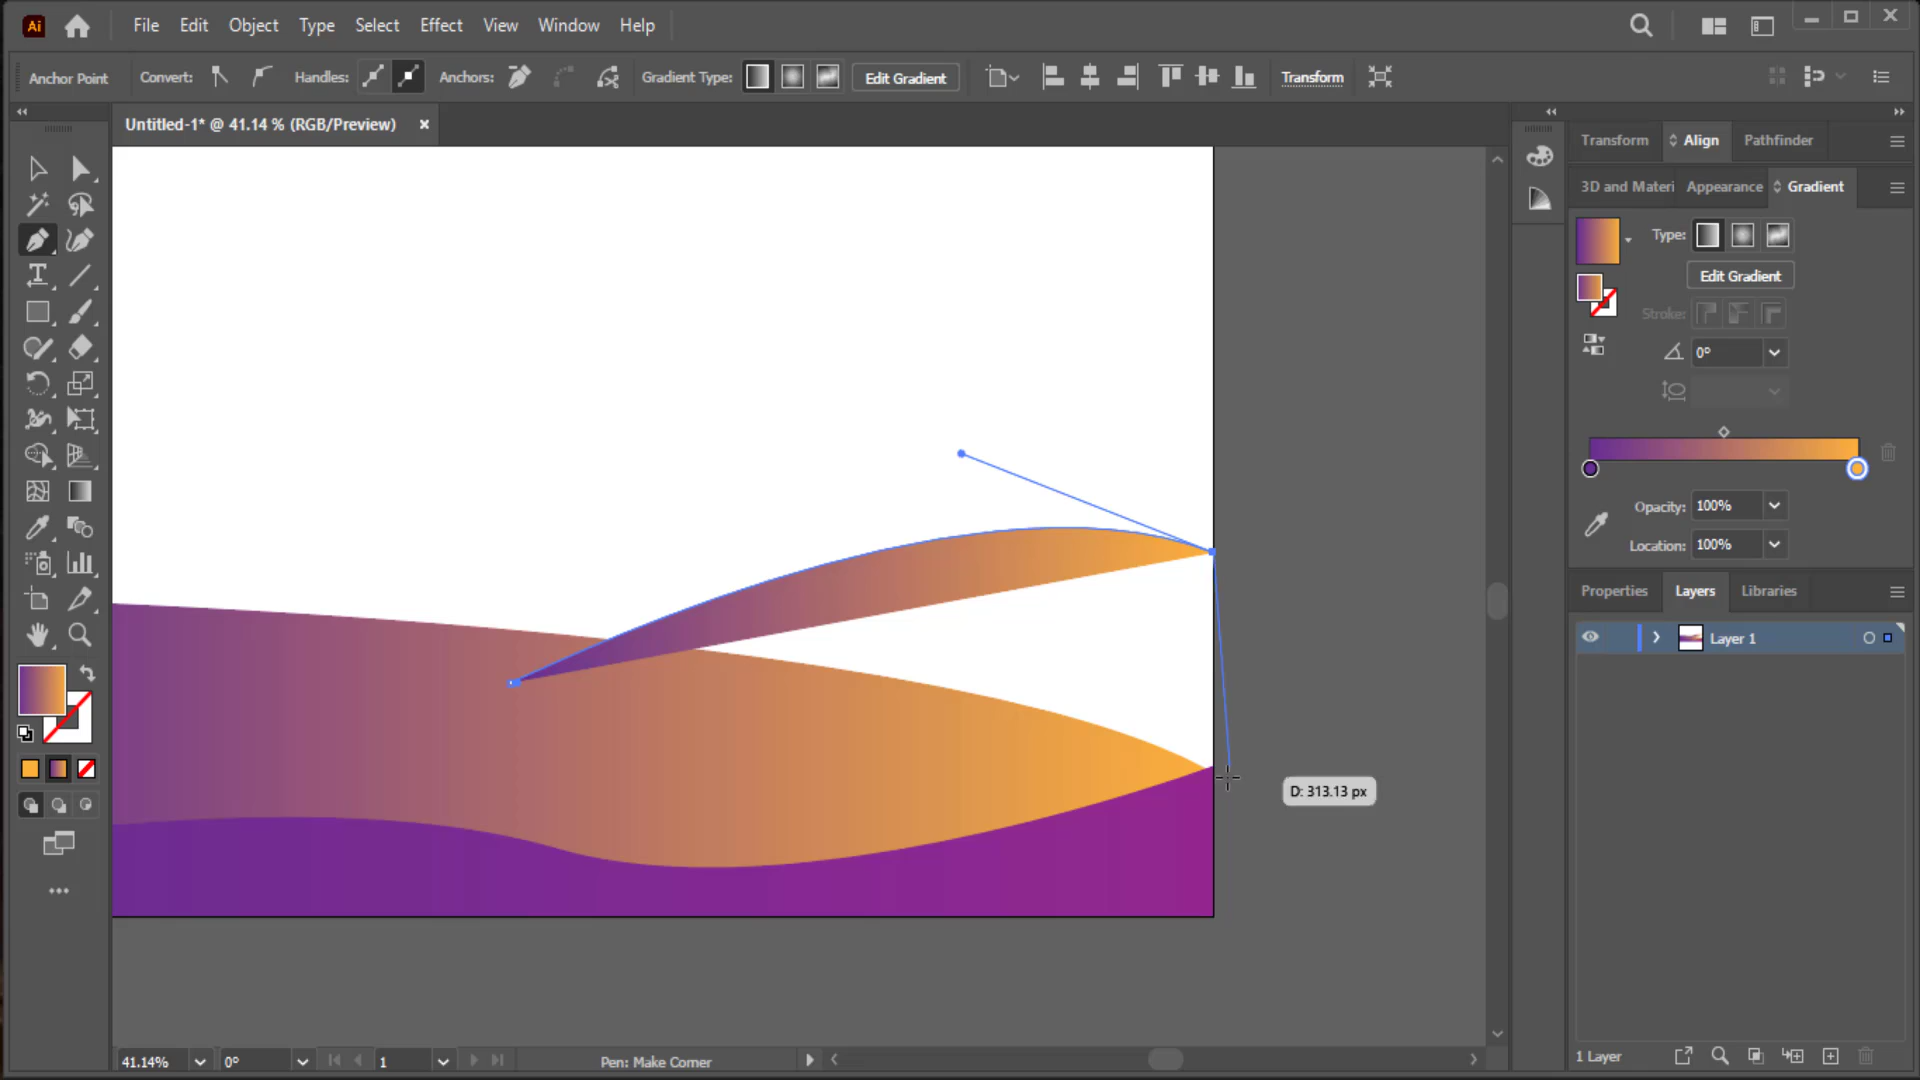 Ai File Edit Object Type Select Effect View Window Help
Anchor Point Convert: Handles: Anchors: Gradient Type: Edit Gradient Transform
Untitled-1* @ 41.14 % (RGB/Preview)
Transform Align Pathfinder
3D and Materi Appearance Gradient
Type:
Edit Gradient
Stroke:
0°
Opacity: 100%
Location: 100%
Properties Layers Libraries
Layer 1
D: 313.13 px
41.14% 0° 1 Pen: Make Corner
1 Layer